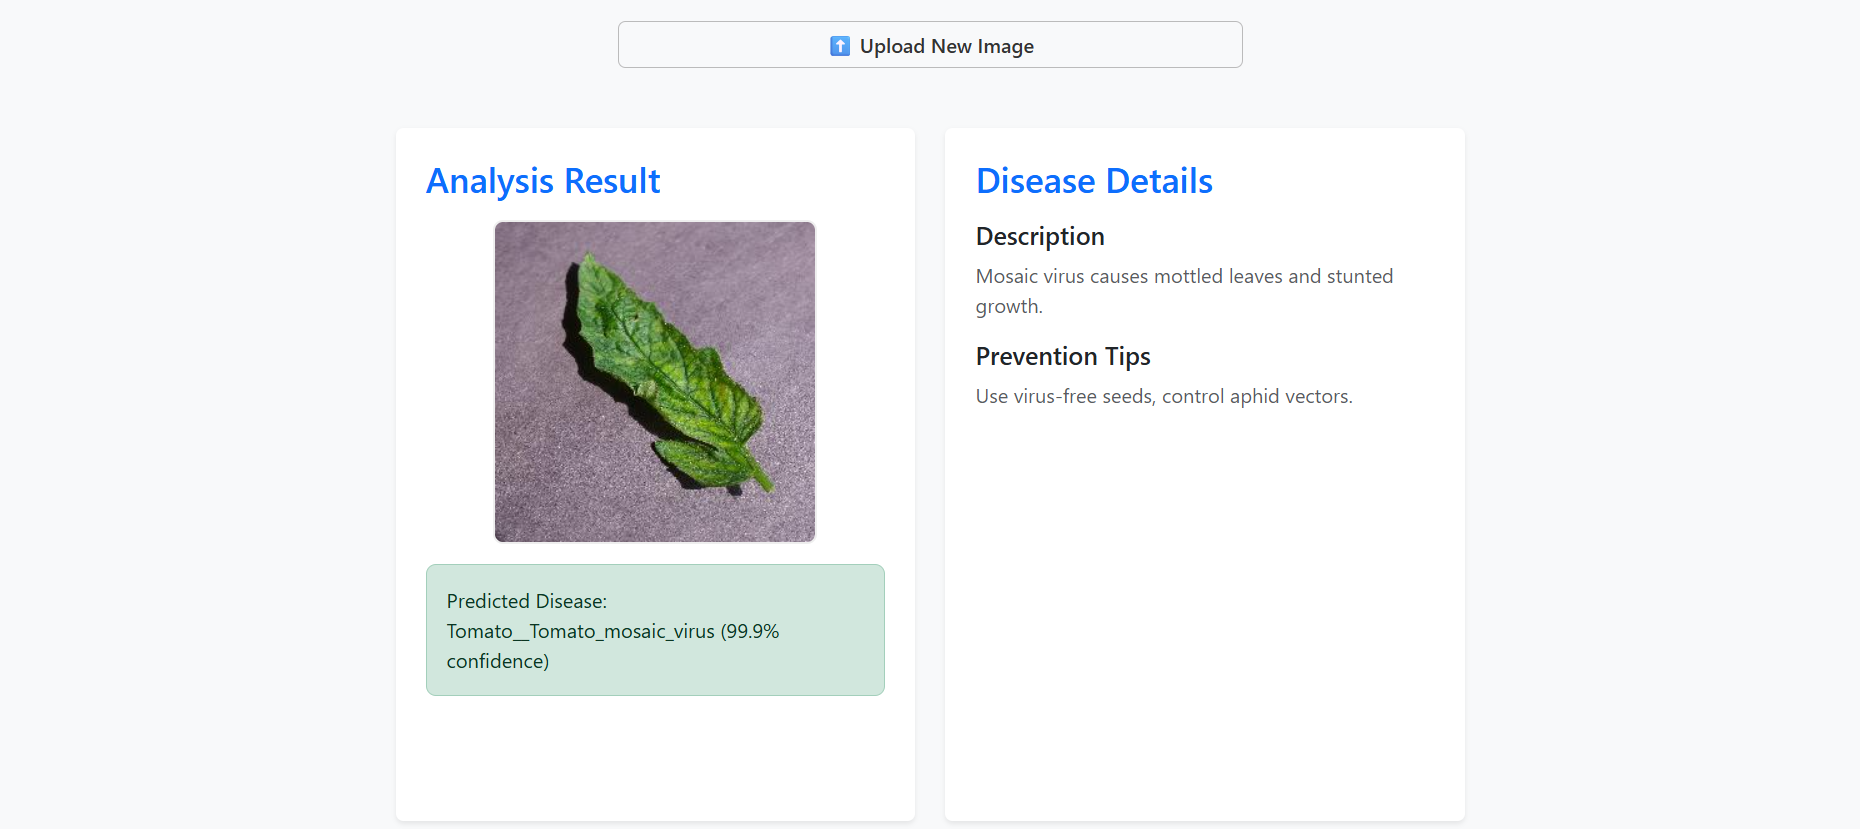 Upload New Image
Analysis Result
Predicted Disease:
Tomato__Tomato_mosaic_virus (99.9%
confidence)
Disease Details
Description
Mosaic virus causes mottled leaves and stunted
growth.
Prevention Tips
Use virus-free seeds, control aphid vectors.